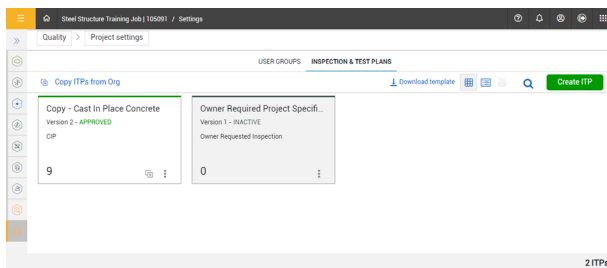 Steel Structure Training Job | 105091 / Settings
Quality > Project settings
USER GROUPS INSPECTION & TEST PLANS
Copy ITPs from Org Download template Create ITP
Copy - Cast In Place Concrete
Version 2 - APPROVED
CIP
9
Owner Required Project Specifi...
Version 1 - INACTIVE
Owner Requested Inspection
0
2 ITPs